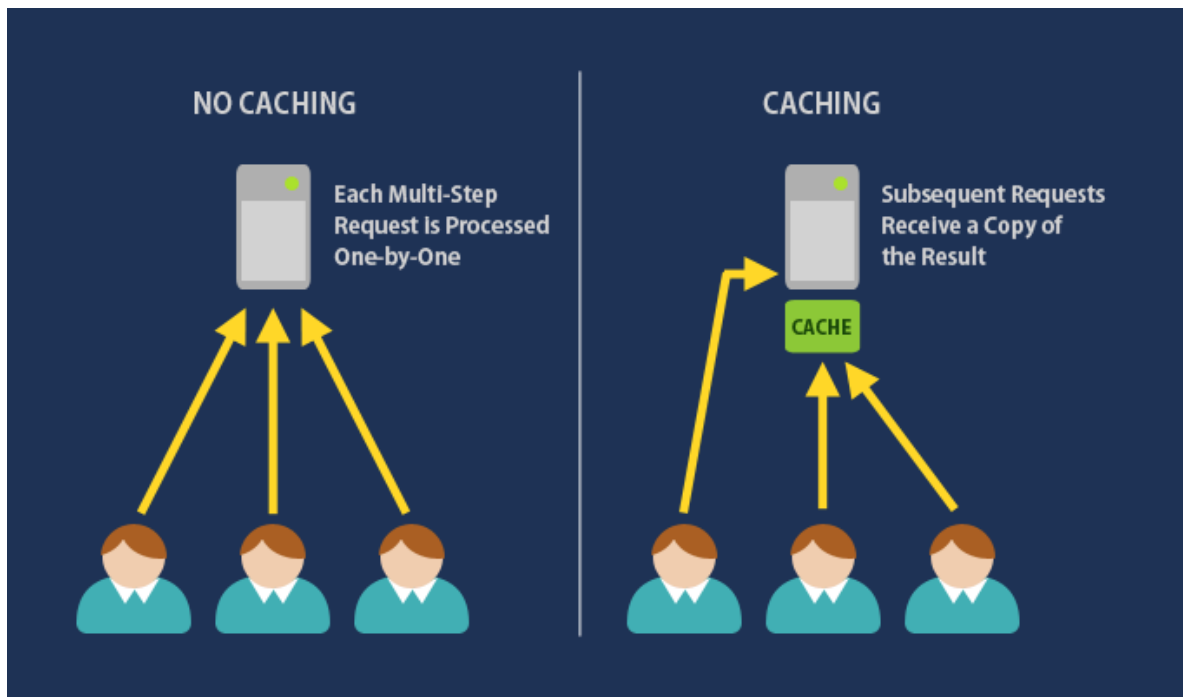 NO CACHING
Each Multi-Step
Request is Processed
One-by-One
CACHING
Subsequent Requests
Receive a Copy of
the Result
CACHE